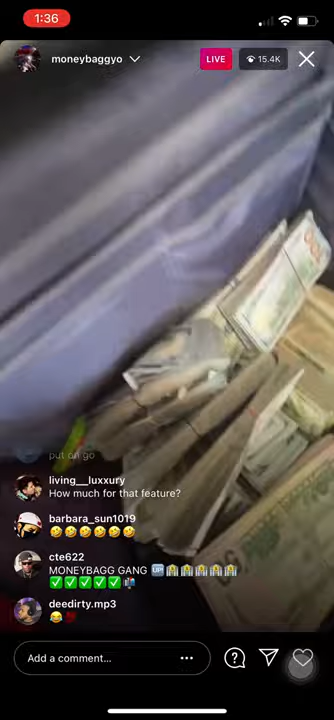 1:36
moneybaggyo
LIVE
15.4K
put on go
living__luxxury
How much for that feature?
barbara_sun1019
🤣🤣🤣🤣🤣🤣
cte622
MONEYBAGG GANG 🆙🏦🏦🏦🏦🏦
✅✅✅✅✅
deedirty.mp3
😂
Add a comment...